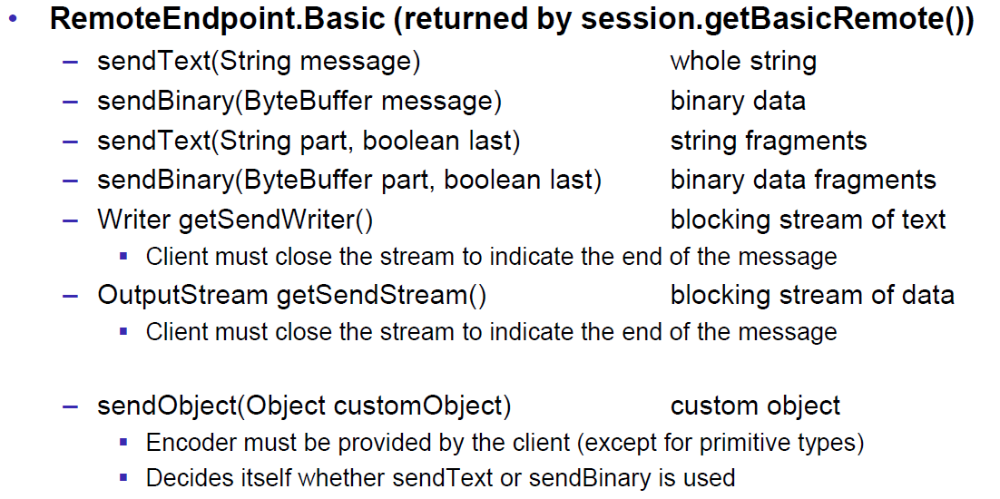 • RemoteEndpoint.Basic (returned by session.getBasicRemote())
– sendText(String message) whole string
– sendBinary(ByteBuffer message) binary data
– sendText(String part, boolean last) string fragments
– sendBinary(ByteBuffer part, boolean last) binary data fragments
– Writer getSendWriter() blocking stream of text
▪ Client must close the stream to indicate the end of the message
– OutputStream getSendStream() blocking stream of data
▪ Client must close the stream to indicate the end of the message
– sendObject(Object customObject) custom object
▪ Encoder must be provided by the client (except for primitive types)
▪ Decides itself whether sendText or sendBinary is used